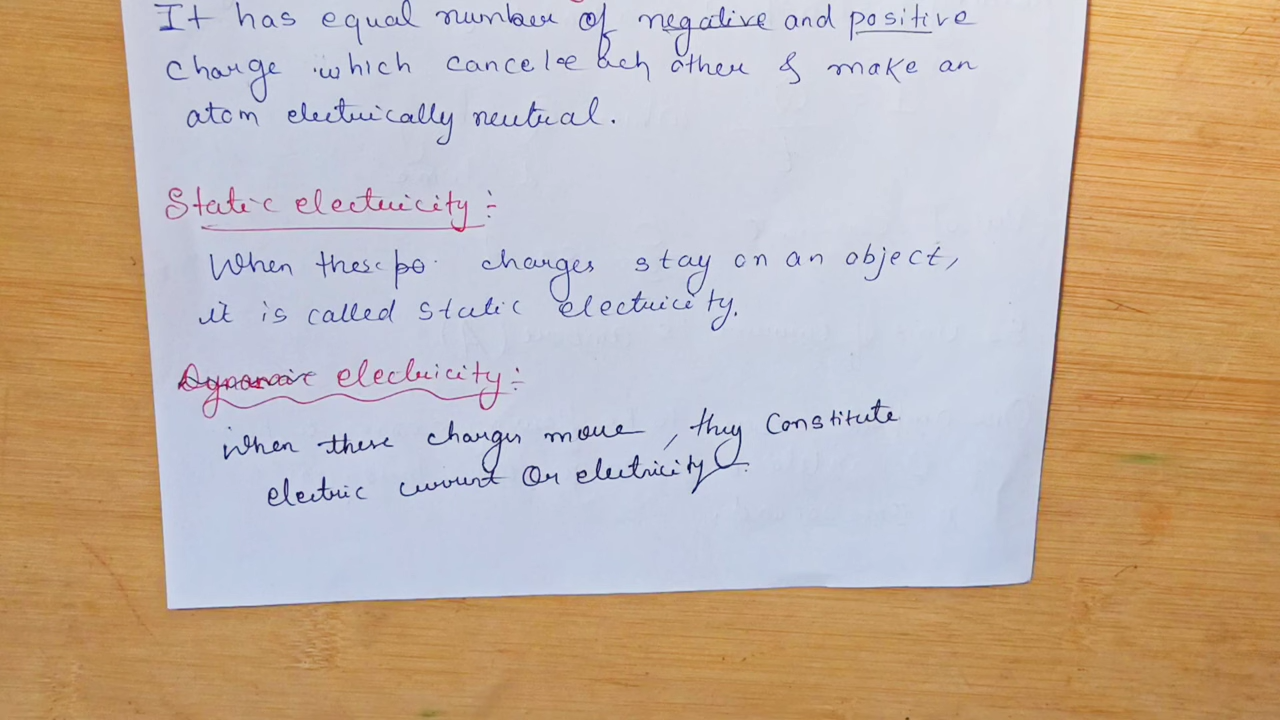 It has equal number of negative and positive
charge which cancel each other & make an
atom electrically neutral.
Static electricity :-
When these charges stay on an object,
it is called static electricity.
Dynamic electricity :-
When these charges move, they constitute
electric current Or electricity.